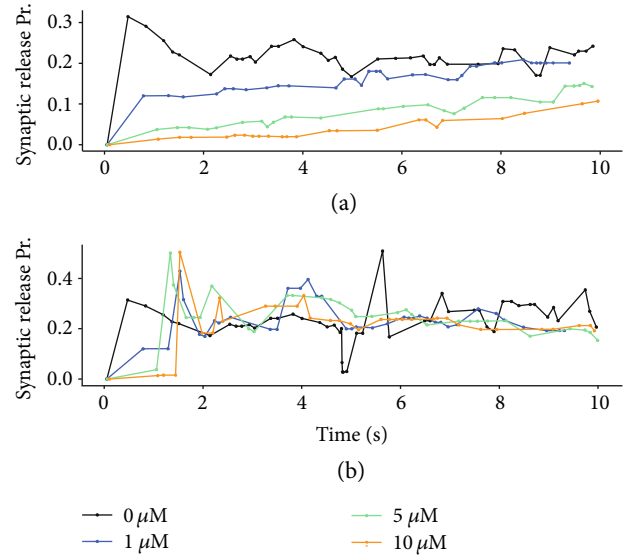 Synaptic release Pr.
0.3
0.2
0.1
0.0
0 2 4 6 8 10
(a)
Synaptic release Pr.
0.4
0.2
0.0
0 2 4 6 8 10
Time (s)
(b)
0 μM 5 μM
1 μM 10 μM